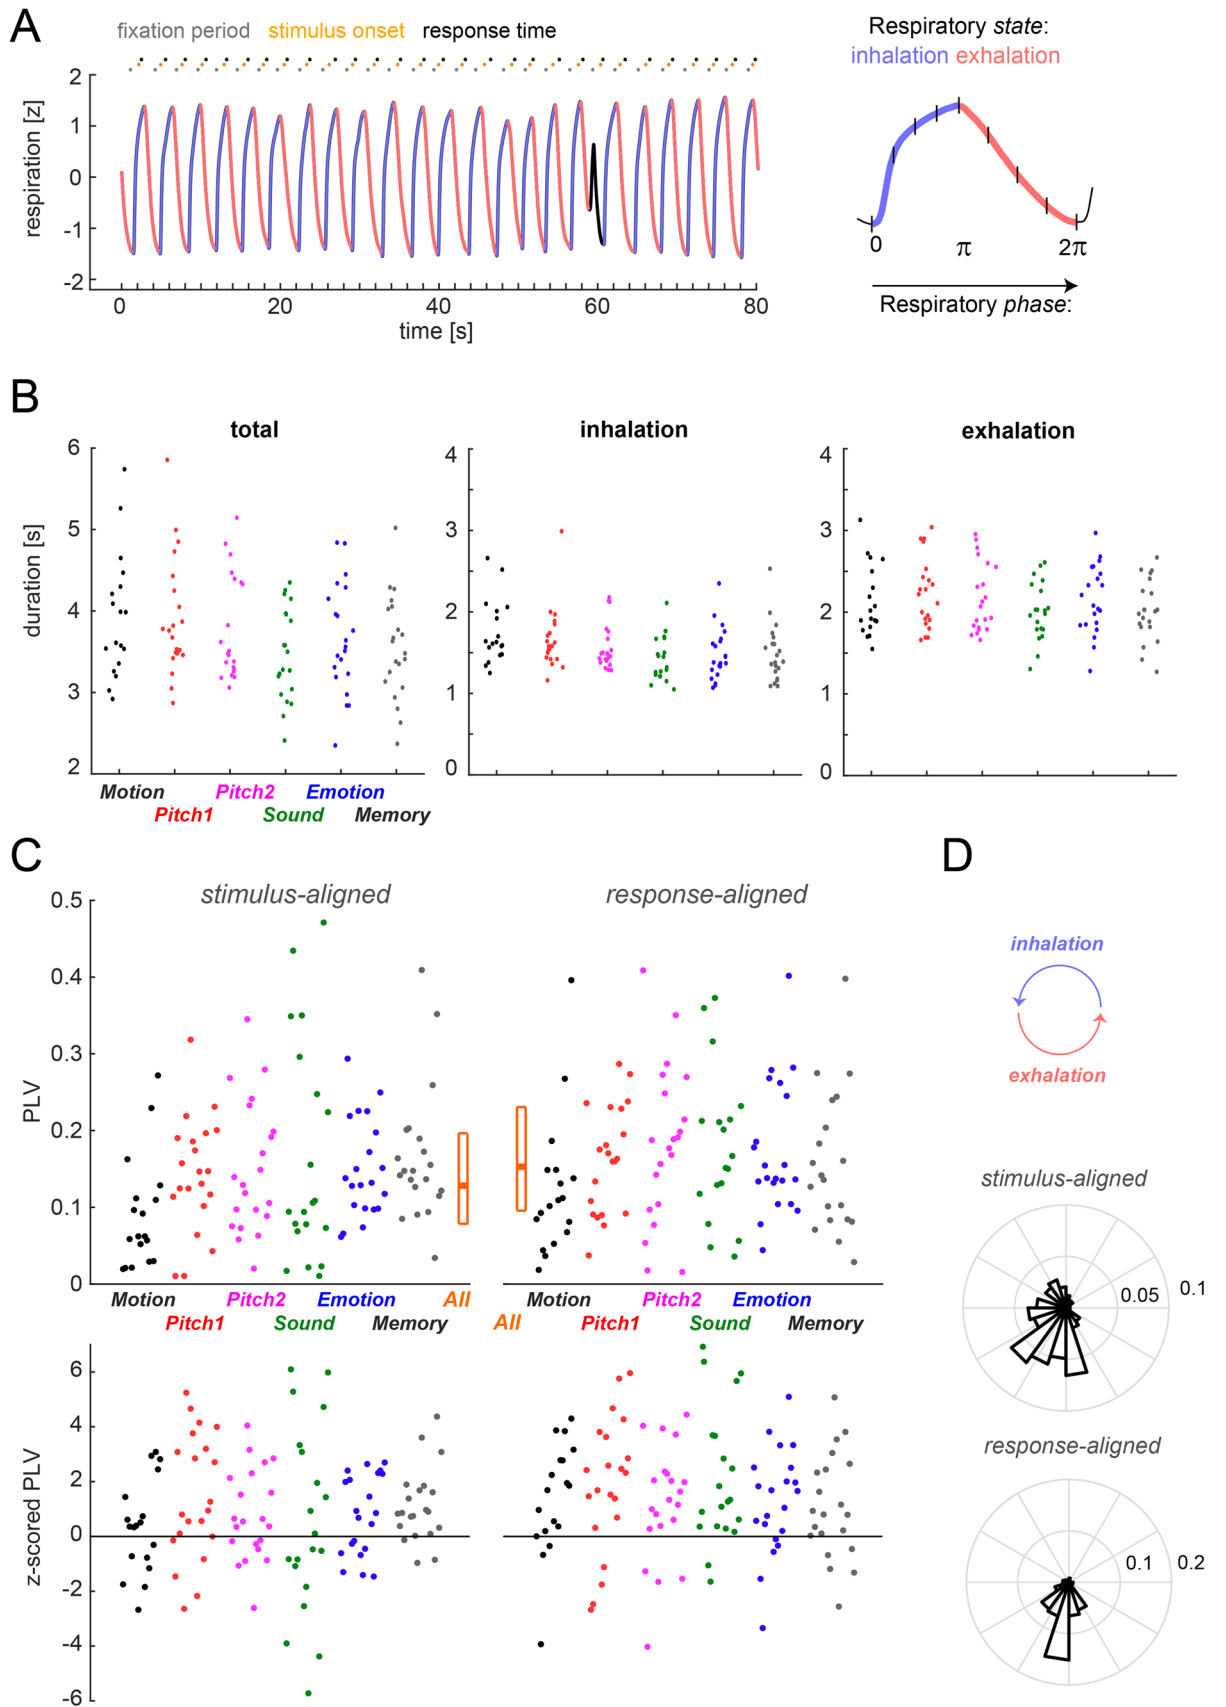 A
fixation period stimulus onset response time
Respiratory state:
inhalation exhalation
respiration [z]
2
1
0
-1
-2
0 20 40 60 80
time [s]
0 π 2π
Respiratory phase:
B
total inhalation exhalation
duration [s]
6
5
4
3
2
4
3
2
1
0
4
3
2
1
0
Motion Pitch2 Emotion
Pitch1 Sound Memory
C
stimulus-aligned response-aligned
PLV
0.5
0.4
0.3
0.2
0.1
0
Motion Pitch2 Emotion All Motion Pitch2 Emotion
Pitch1 Sound Memory All Pitch1 Sound Memory
z-scored PLV
6
4
2
0
-2
-4
-6
D
inhalation
exhalation
stimulus-aligned
0.05 0.1
response-aligned
0.1 0.2